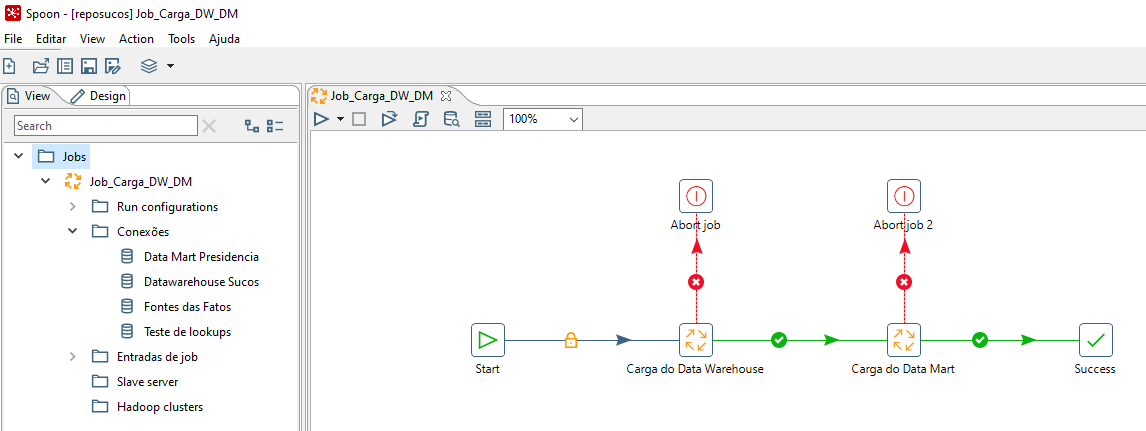 Spoon - [reposucos] Job_Carga_DW_DM
File Editar View Action Tools Ajuda
View Design
Search
Jobs
Job_Carga_DW_DM
Run configurations
Conexões
Data Mart Presidencia
Datawarehouse Sucos
Fontes das Fatos
Teste de lookups
Entradas de job
Slave server
Hadoop clusters
Job_Carga_DW_DM
100%
Abort job
Abort job 2
Start
Carga do Data Warehouse
Carga do Data Mart
Success